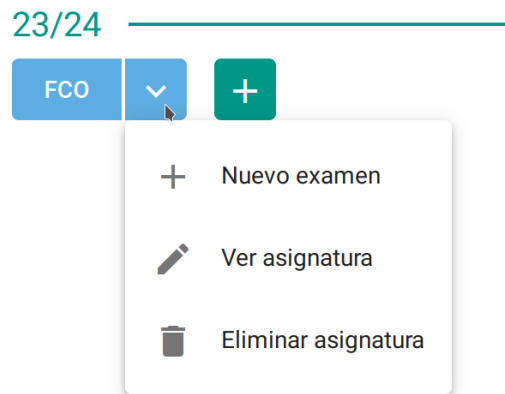 23/24
FCO
Nuevo examen
Ver asignatura
Eliminar asignatura